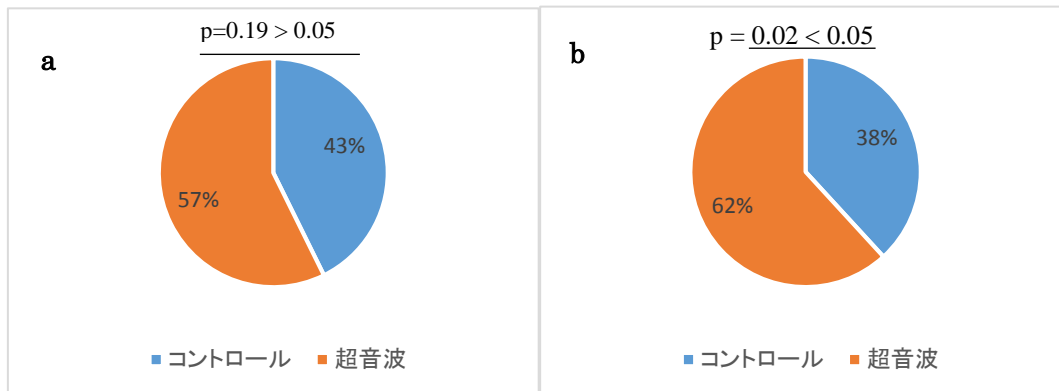 p=0.19 > 0.05
a
43%
57%
コントロール 超音波
p = 0.02 < 0.05
b
38%
62%
コントロール 超音波